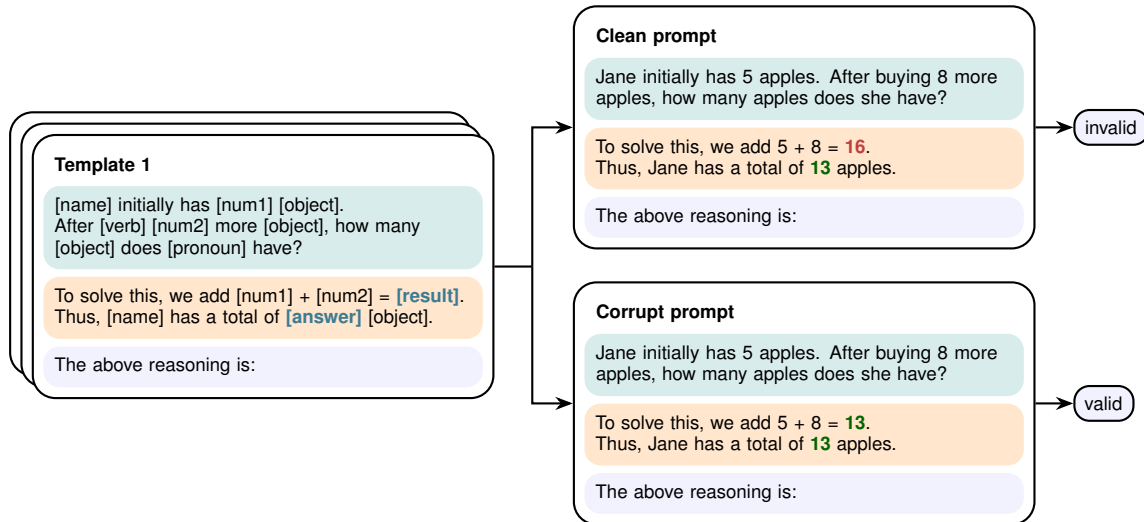 Template 1
[name] initially has [num1] [object].
After [verb] [num2] more [object], how many
[object] does [pronoun] have?
To solve this, we add [num1] + [num2] = [result].
Thus, [name] has a total of [answer] [object].
The above reasoning is:
Clean prompt
Jane initially has 5 apples. After buying 8 more
apples, how many apples does she have?
To solve this, we add 5 + 8 = 16.
Thus, Jane has a total of 13 apples.
The above reasoning is:
invalid
Corrupt prompt
Jane initially has 5 apples. After buying 8 more
apples, how many apples does she have?
To solve this, we add 5 + 8 = 13.
Thus, Jane has a total of 13 apples.
The above reasoning is:
valid